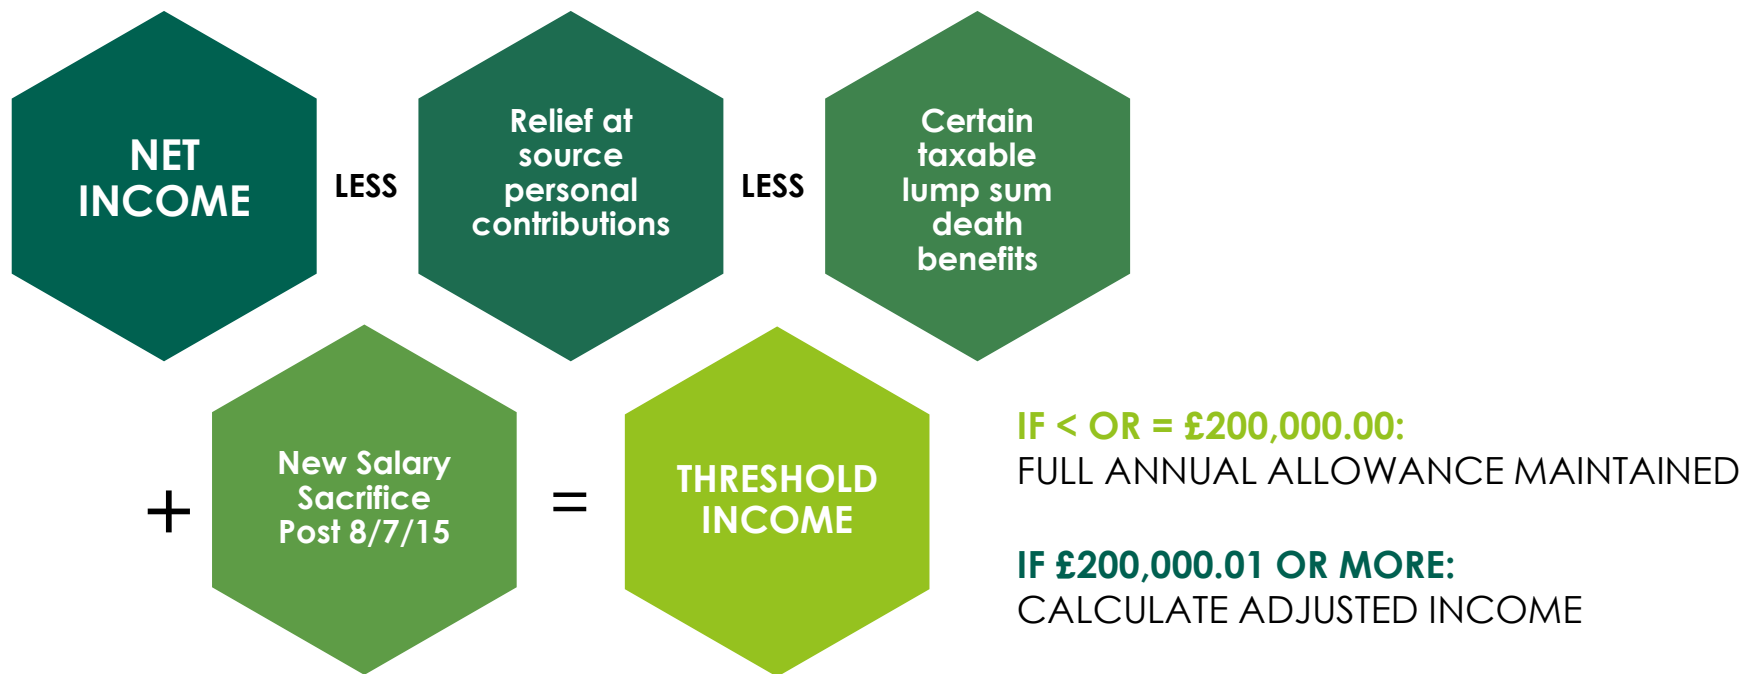 NET
INCOME
LESS
Relief at
source
personal
contributions
LESS
Certain
taxable
lump sum
death
benefits
+
New Salary
Sacrifice
Post 8/7/15
=
THRESHOLD
INCOME
IF < OR = £200,000.00:
FULL ANNUAL ALLOWANCE MAINTAINED
IF £200,000.01 OR MORE:
CALCULATE ADJUSTED INCOME